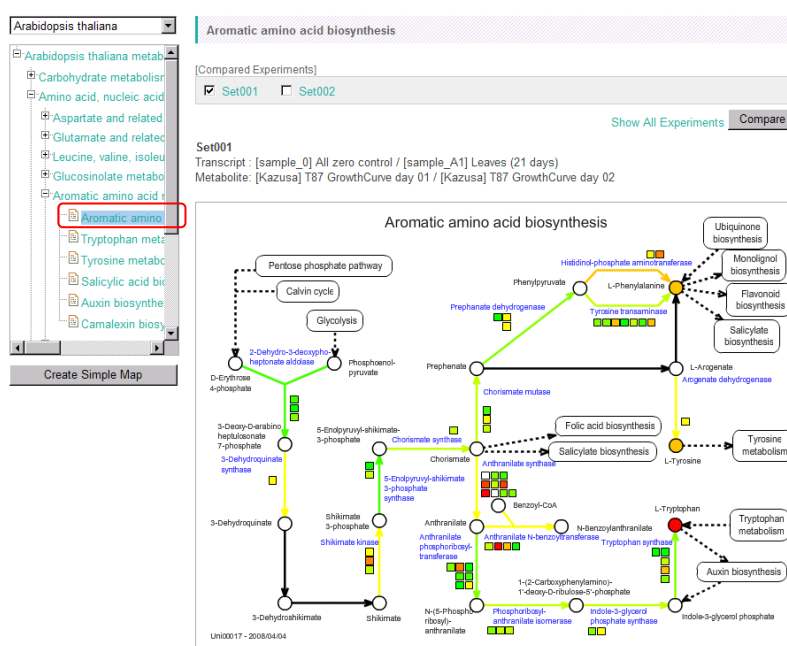 Arabidopsis thaliana
Arabidopsis thaliana metab
Carbohydrate metabolisr
Amino acid, nucleic acid
Aspartate and related
Glutamate and related
Leucine, valine, isoleu
Glucosinolate metabo
Aromatic amino acid r
Aromatic amino
Tryptophan meta
Tyrosine metabo
Salicylic acid bio
Auxin biosynthe
Camalexin biosy
Create Simple Map
Aromatic amino acid biosynthesis
[Compared Experiments]
Set001 Set002
Show All Experiments Compare
Set001
Transcript : [sample_0] All zero control / [sample_A1] Leaves (21 days)
Metabolite: [Kazusa] T87 GrowthCurve day 01 / [Kazusa] T87 GrowthCurve day 02
Aromatic amino acid biosynthesis
Ubiquinone
biosynthesis
Monolignol
biosynthesis
Flavonoid
biosynthesis
Salicylate
biosynthesis
Histidinol-phosphate aminotransferase
Phenylpyruvate
L-Phenylalanine
Tyrosine transaminase
Prephanate dehydrogenase
Pentose phosphate pathway
Calvin cycle
Glycolysis
2-Dehydro-3-deoxypho-
heptonate aldolase
D-Erythrose
4-phosphate
Phosphoenol-
pyruvate
Prephenate
L-Arogenate
Arogenate dehydrogenase
Chorismate mutase
3-Deoxy-D-arabino
heptulosonate
7-phosphate
3-Dehydroquinate
synthase
5-Enolpyruvyl-shikimate-
3-phosphate
Chorismate synthase
Chorismate
Folic acid biosynthesis
Salicylate biosynthesis
L-Tyrosine
Tyrosine
metabolism
5-Enolpyruvyl-shikimate
3-phosphate
synthase
Anthranilate synthase
Benzoyl-CoA
3-Dehydroquinate
Shikimate
3-phosphate
Shikimate kinase
Anthranilate
Anthranilate
phosphoribosyl-
transferase
Anthranilate N-benzoyltransferase
N-Benzoylanthranilate
L-Tryptophan
Tryptophan synthase
Tryptophan
metabolism
Auxin biosynthesis
1-(2-Carboxyphenylamino)-
1'-deoxy-D-ribulose-5'-phosphate
3-Dehydroshikimate
Shikimate
N-(5-Phospho
ribosyl)-
anthranilate
Phosphoribosyl-
anthranilate isomerase
Indole-3-glycerol
phosphate synthase
Indole-3-glycerol phosphate
Uni00017 - 2008/04/04